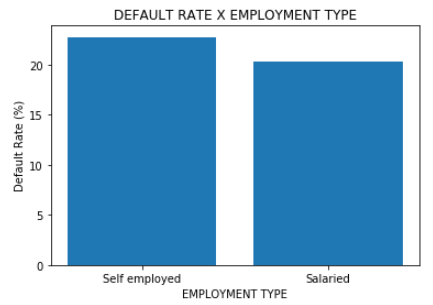 DEFAULT RATE X EMPLOYMENT TYPE
Default Rate (%)
20
15
10
5
0
Self employed
Salaried
EMPLOYMENT TYPE